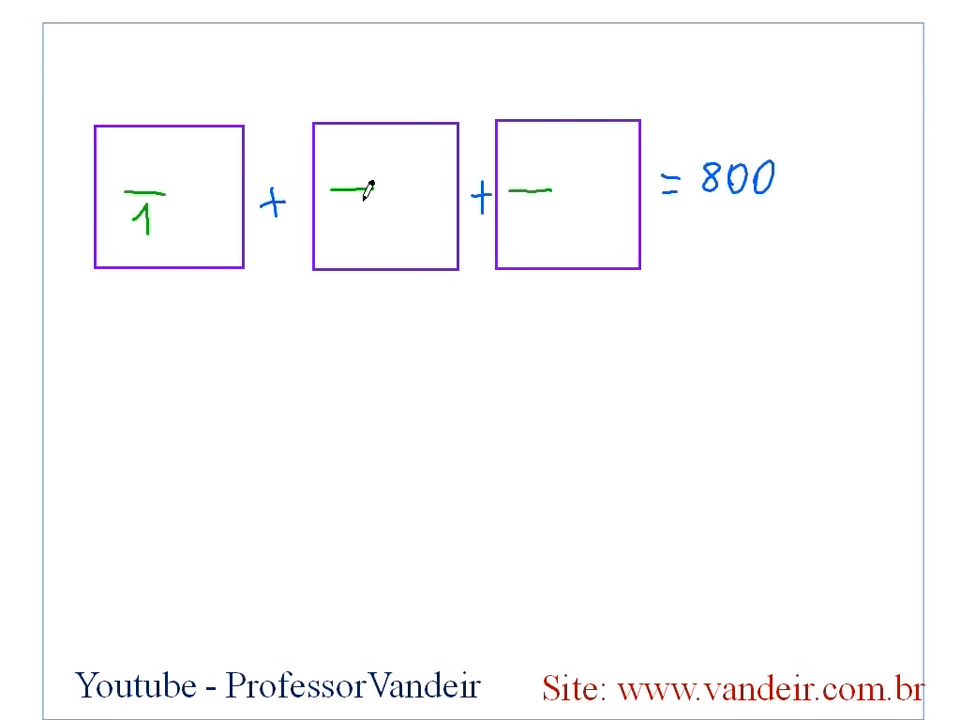 — + — + — = 800
1
Youtube - ProfessorVandeir
Site: www.vandeir.com.br